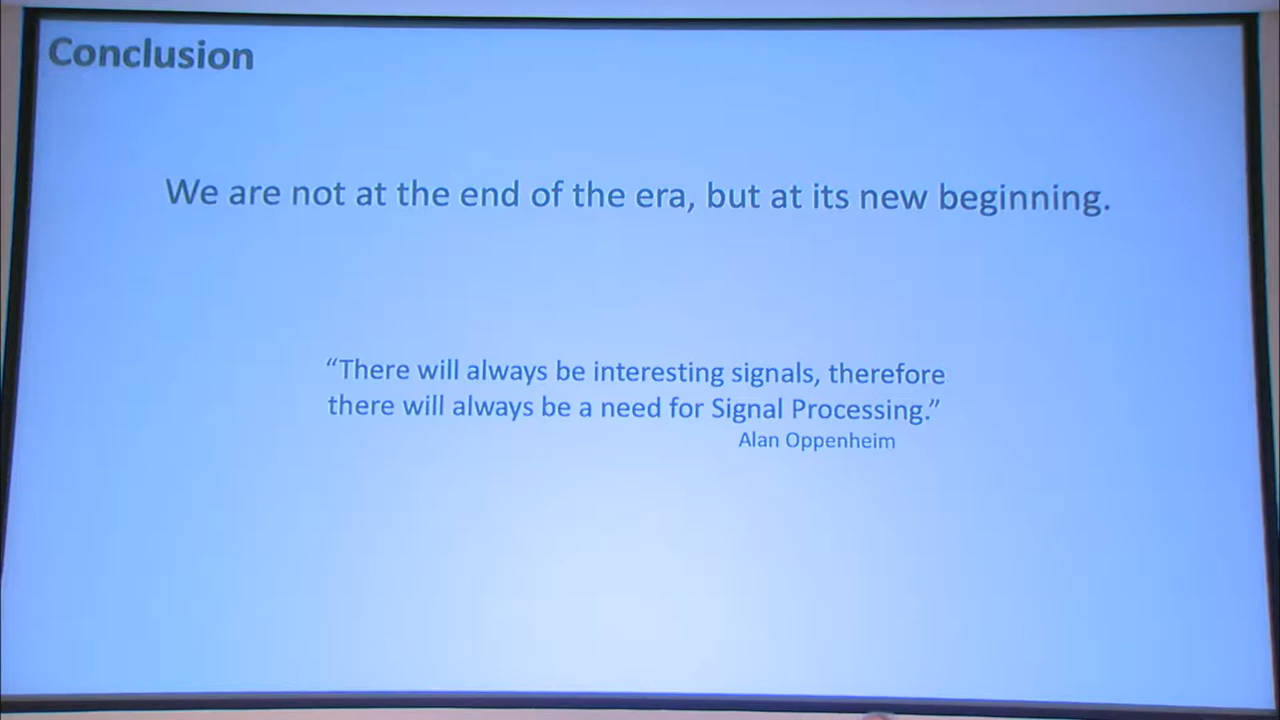 Conclusion
We are not at the end of the era, but at its new beginning.
“There will always be interesting signals, therefore
there will always be a need for Signal Processing.”
Alan Oppenheim